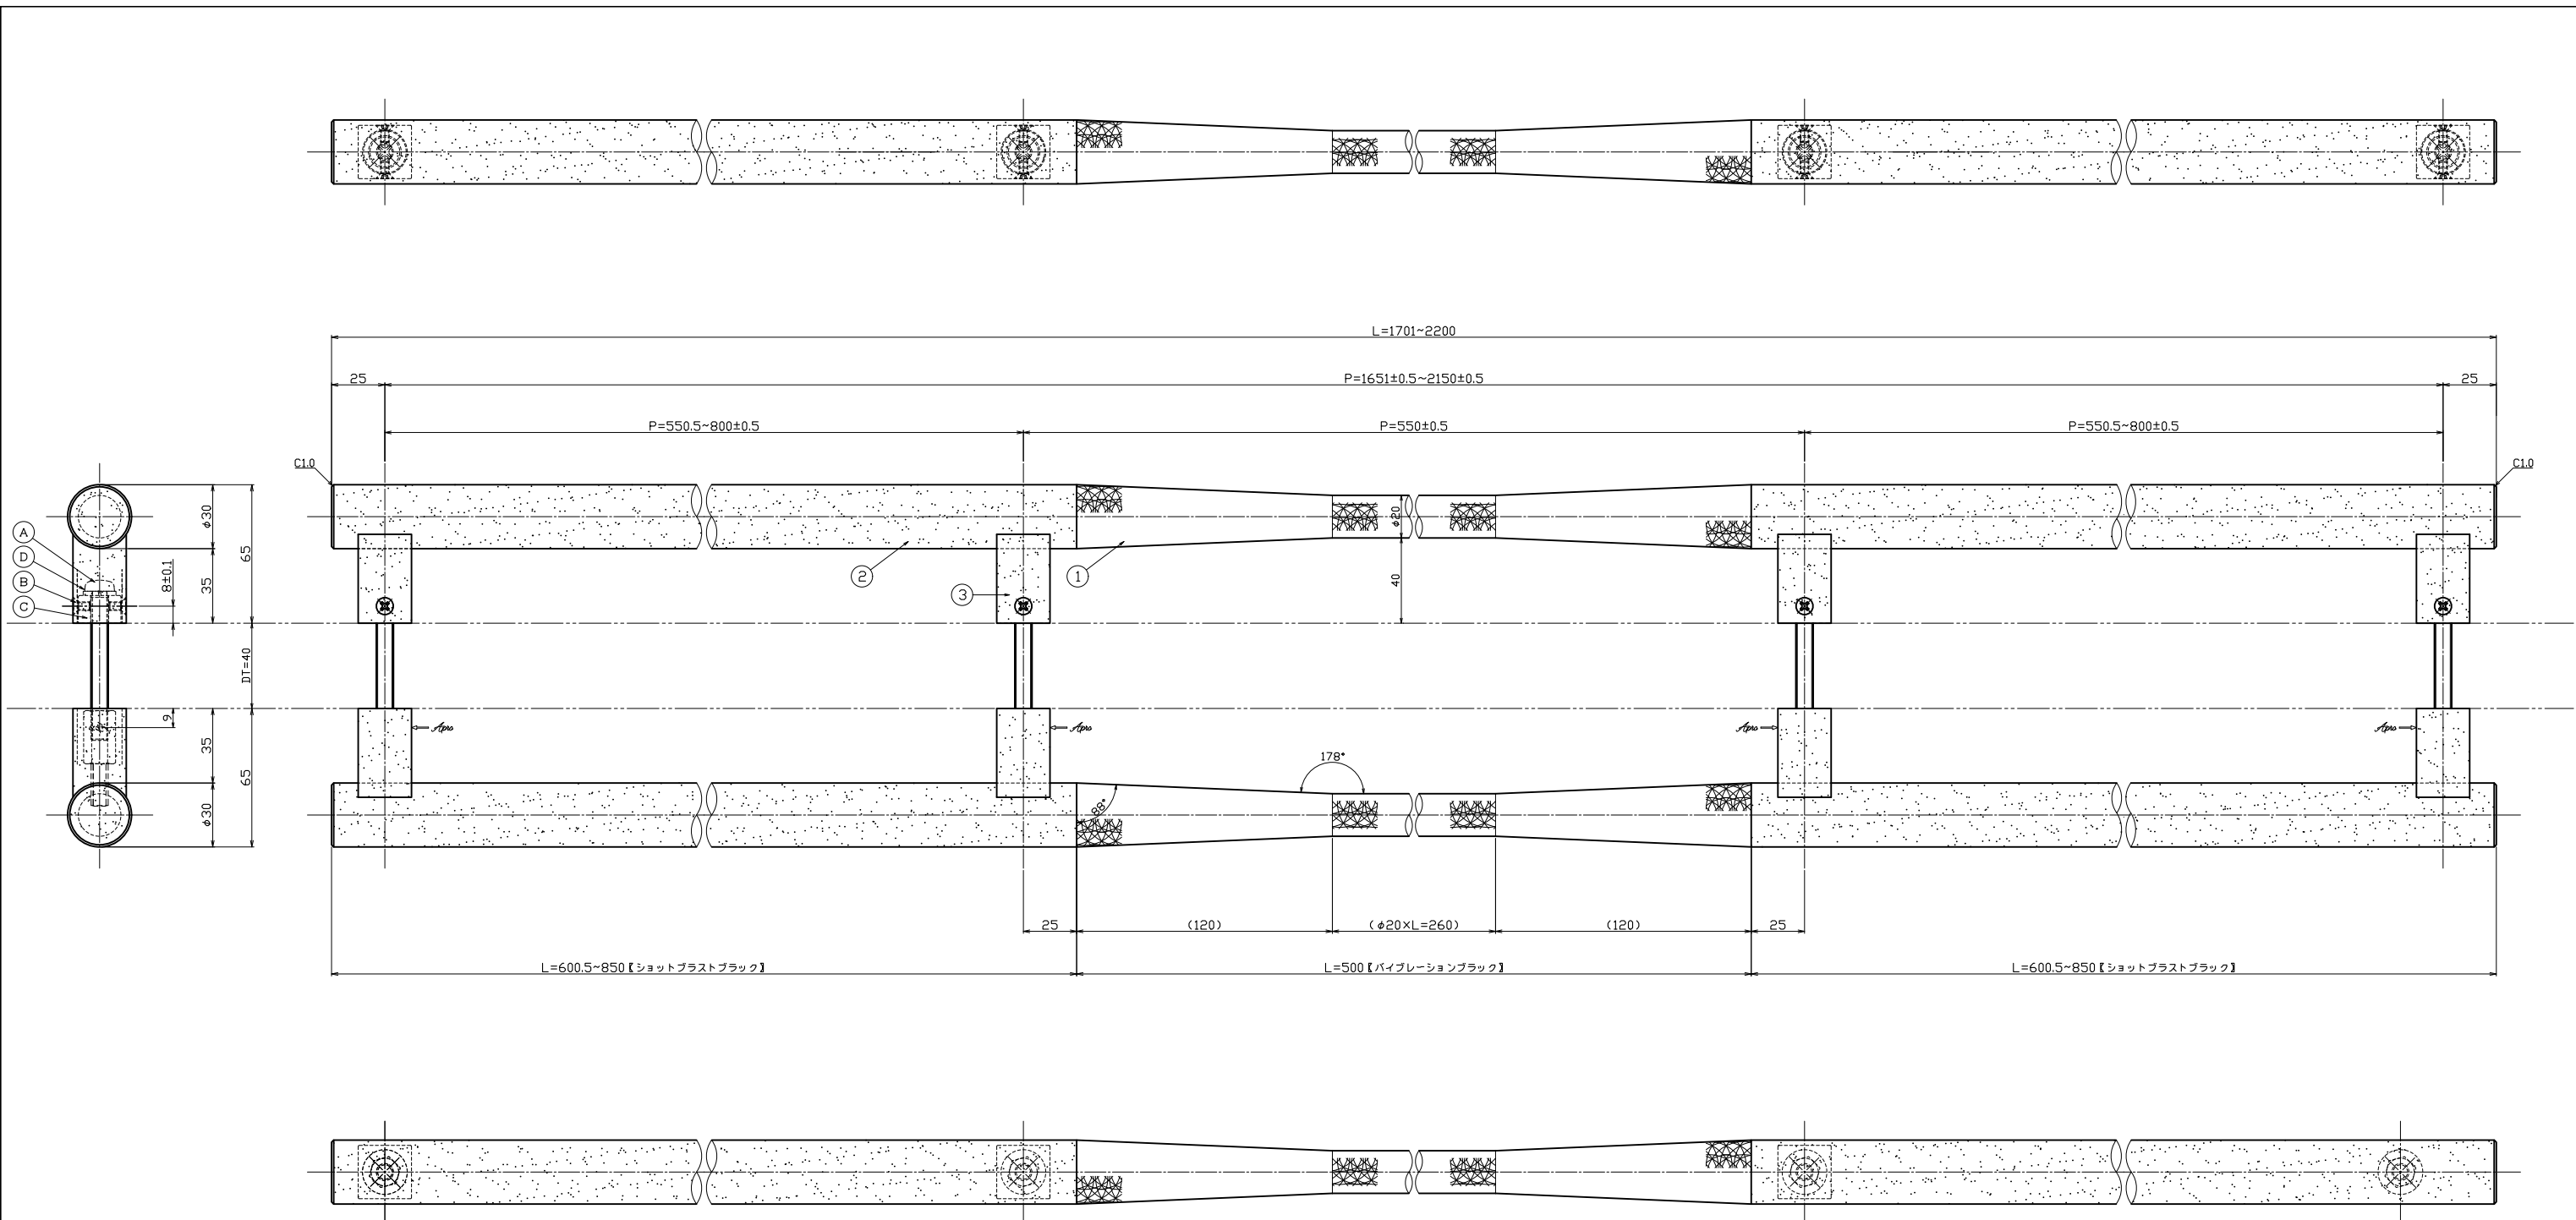 L=1701~2200
25
P=1651±0.5~2150±0.5
25
P=550.5~800±0.5
P=550±0.5
P=550.5~800±0.5
C1.0
C1.0
A
D
B
C
8±0.1
φ30
35
65
φ20
40
2
3
1
DT=40
9
35
65
φ30
Apro
Apro
Apro
Apro
178°
88°
25
(120)
(φ20×L=260)
(120)
25
L=600.5~850【ショットブラストブラック】
L=500【バイブレーションブラック】
L=600.5~850【ショットブラストブラック】